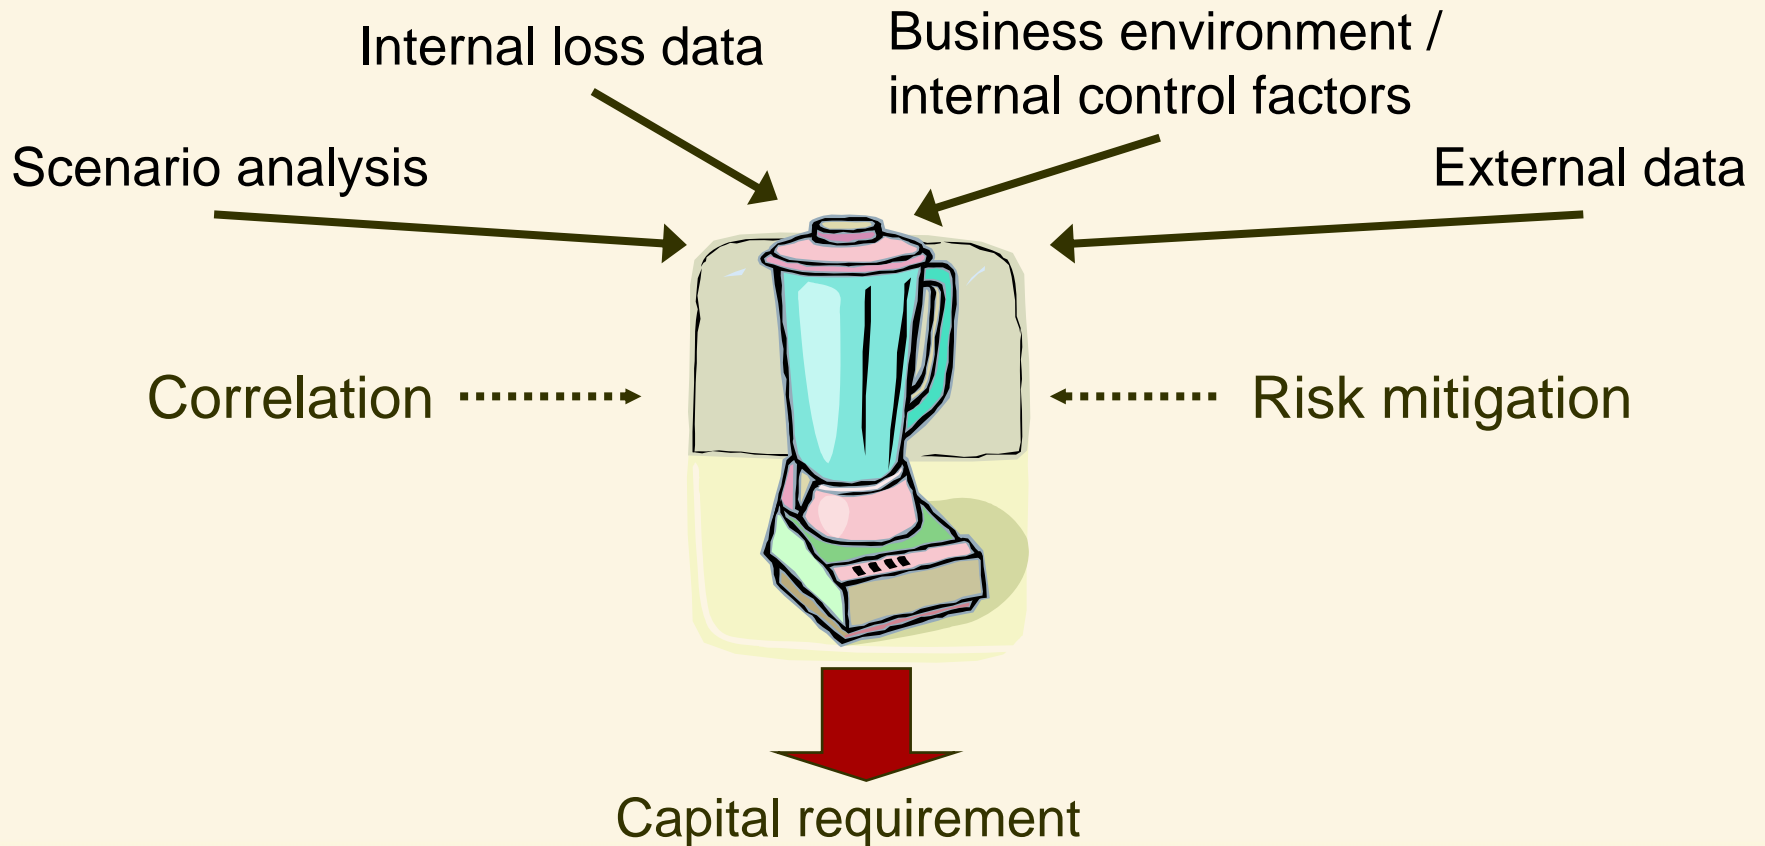 Internal loss data
Business environment /
internal control factors
Scenario analysis
External data
Correlation
Risk mitigation
Capital requirement